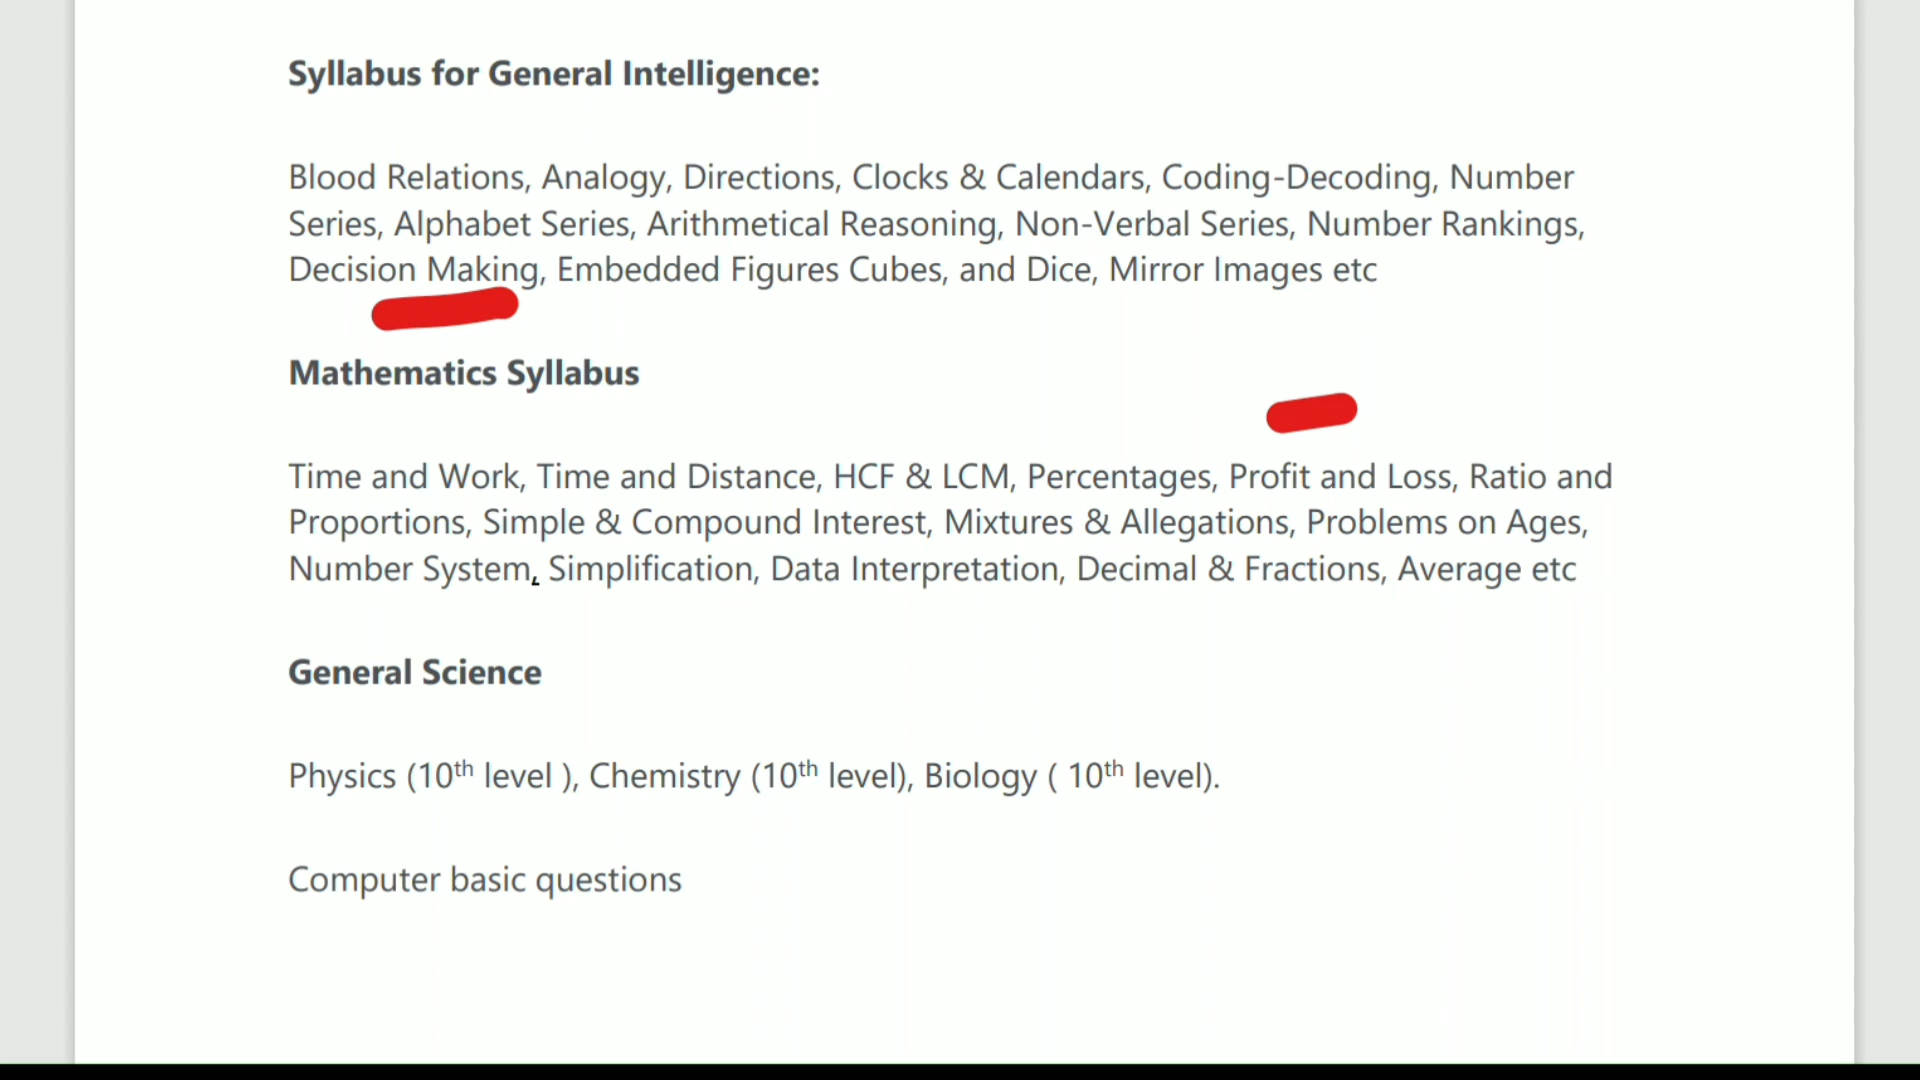 Syllabus for General Intelligence:
Blood Relations, Analogy, Directions, Clocks & Calendars, Coding-Decoding, Number
Series, Alphabet Series, Arithmetical Reasoning, Non-Verbal Series, Number Rankings,
Decision Making, Embedded Figures Cubes, and Dice, Mirror Images etc
Mathematics Syllabus
Time and Work, Time and Distance, HCF & LCM, Percentages, Profit and Loss, Ratio and
Proportions, Simple & Compound Interest, Mixtures & Allegations, Problems on Ages,
Number System, Simplification, Data Interpretation, Decimal & Fractions, Average etc
General Science
Physics (10th level ), Chemistry (10th level), Biology ( 10th level).
Computer basic questions